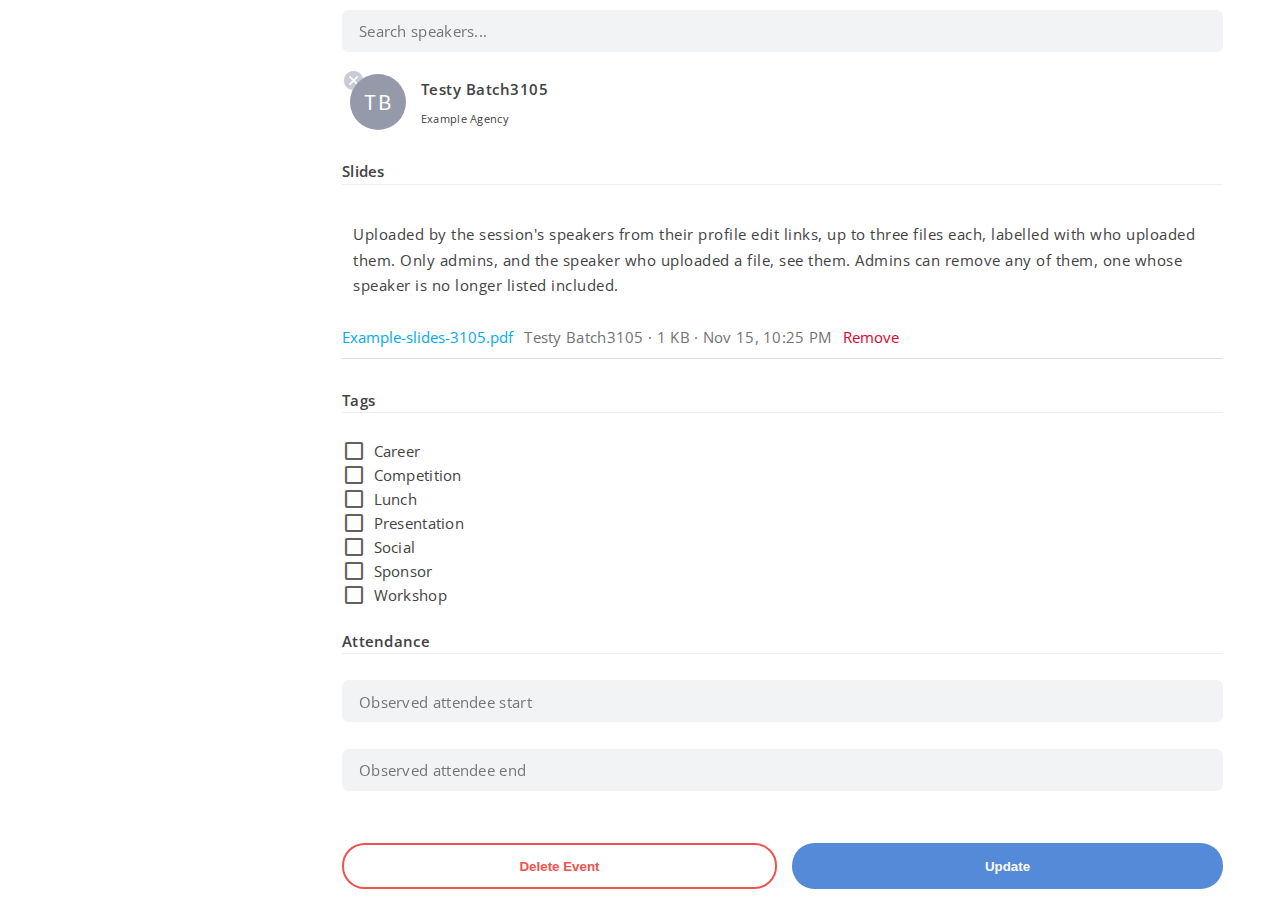 Search speakers...
TB
Testy Batch3105
Example Agency
Slides
Uploaded by the session's speakers from their profile edit links, up to three files each, labelled with who uploaded
them. Only admins, and the speaker who uploaded a file, see them. Admins can remove any of them, one whose
speaker is no longer listed included.
Example-slides-3105.pdf Testy Batch3105 · 1 KB · Nov 15, 10:25 PM Remove
Tags
Career
Competition
Lunch
Presentation
Social
Sponsor
Workshop
Attendance
Observed attendee start
Observed attendee end
Delete Event Update